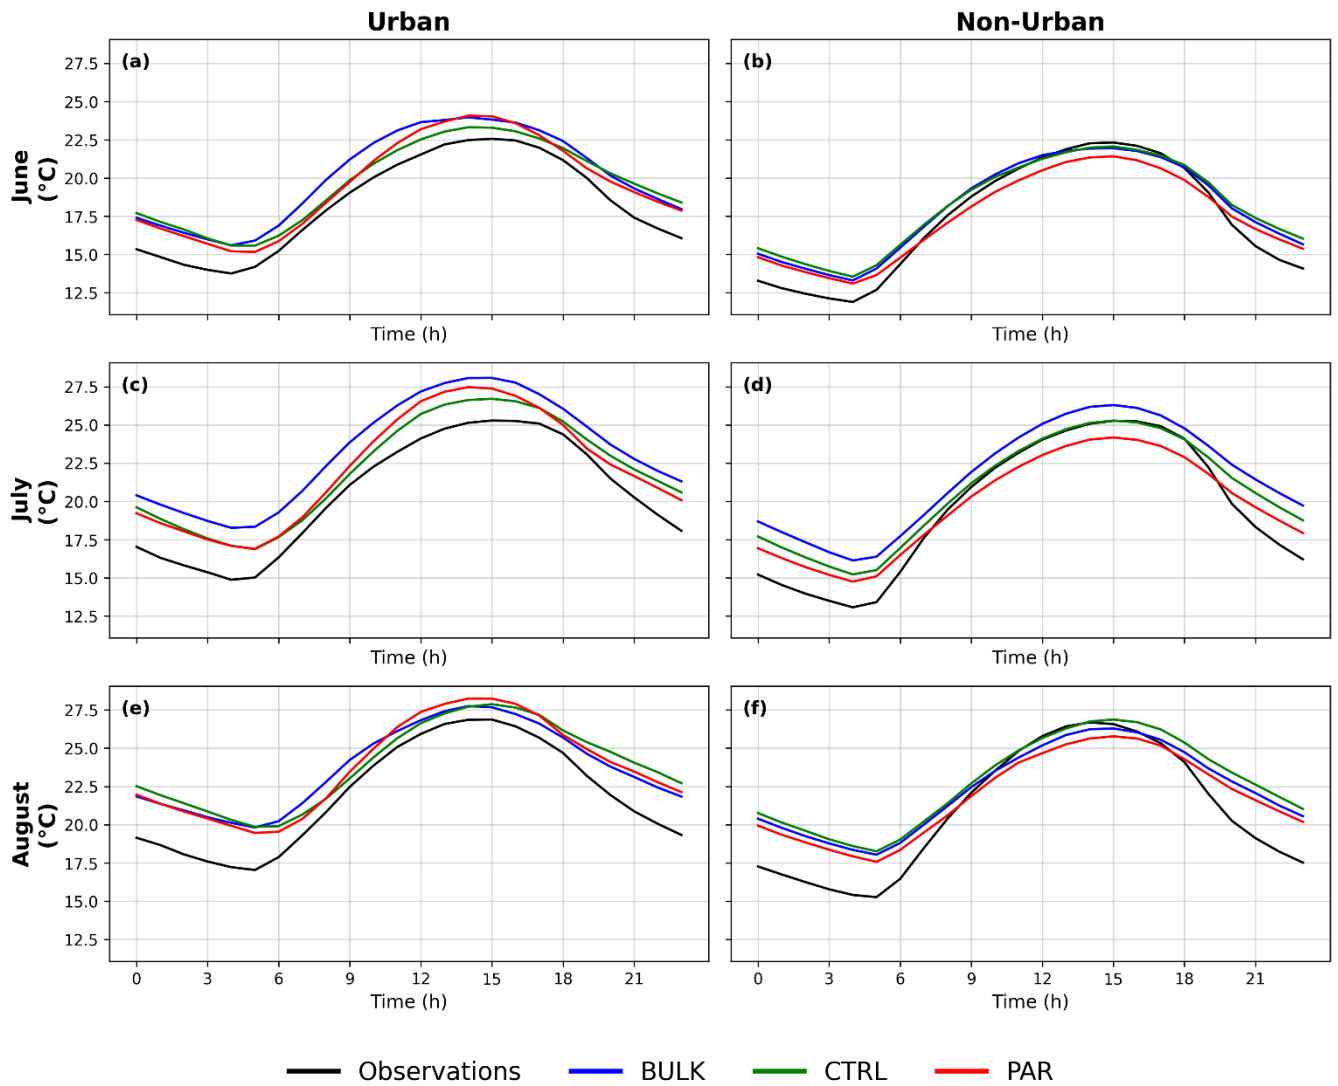 Urban Non-Urban
(a) (b)
27.5
25.0
22.5
20.0
17.5
15.0
12.5
June
(°C)
Time (h) Time (h)
(c) (d)
27.5
25.0
22.5
20.0
17.5
15.0
12.5
July
(°C)
Time (h) Time (h)
(e) (f)
27.5
25.0
22.5
20.0
17.5
15.0
12.5
August
(°C)
0 3 6 9 12 15 18 21 0 3 6 9 12 15 18 21
Time (h) Time (h)
Observations BULK CTRL PAR